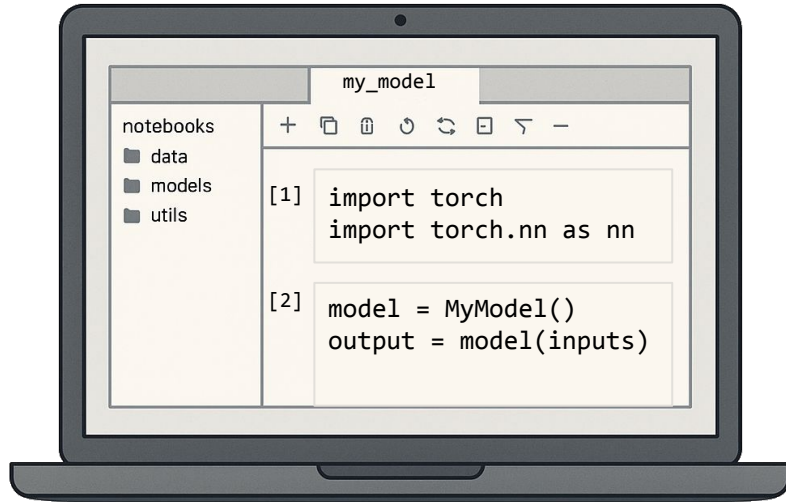 my_model
notebooks
data
models
utils
[1]
import torch
import torch.nn as nn
[2]
model = MyModel()
output = model(inputs)